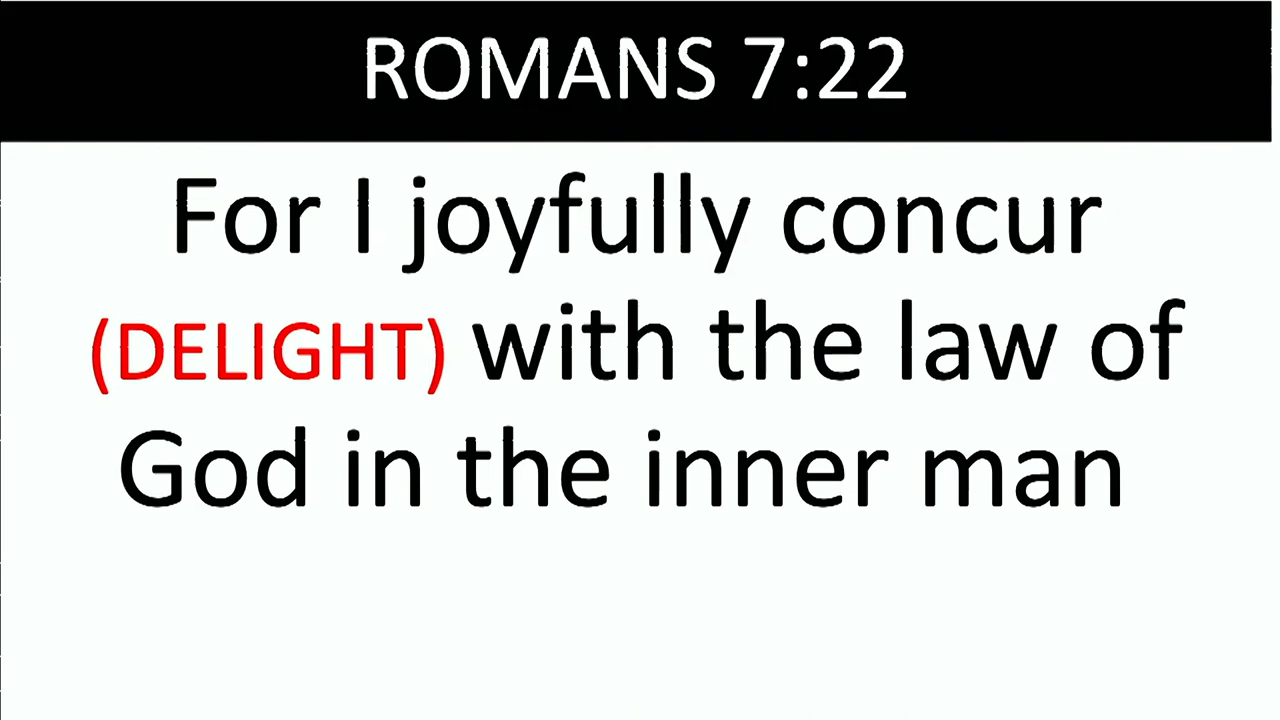 ROMANS 7:22
For I joyfully concur
(DELIGHT) with the law of
God in the inner man